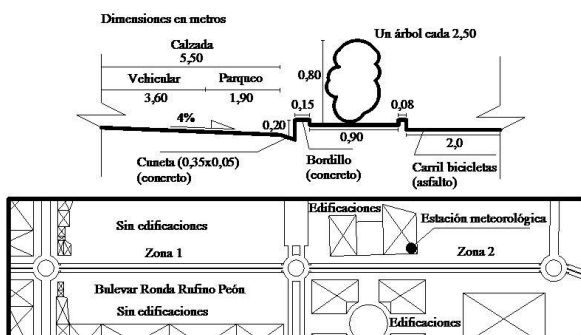 Dimensiones en metros
Calzada
5,50
Vehicular
Parqueo
3,60
1,90
Un árbol cada 2,50
0,80
0,15
0,08
4%
0,20
0,90
2,0
Cuneta (0,35x0,05)
(concreto)
Bordillo
(concreto)
Carril bicicletas
(asfalto)
Sin edificaciones
Edificaciones
Estación meteorológica
Zona 1
Zona 2
Bulevar Ronda Rufino Peón
Sin edificaciones
Edificaciones